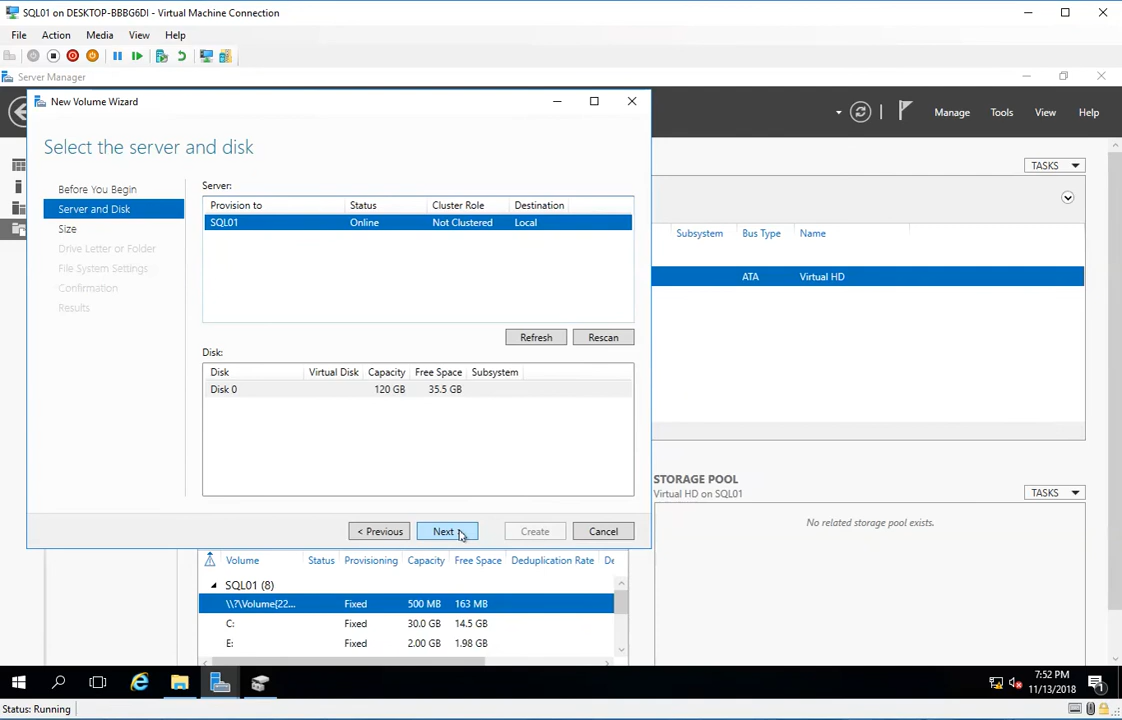 SQL01 on DESKTOP-BBBG6DI - Virtual Machine Connection
File Action Media View Help
Server Manager
New Volume Wizard
Manage Tools View Help
Select the server and disk
TASKS
Before You Begin
Server and Disk
Size
Drive Letter or Folder
File System Settings
Confirmation
Results
Server:
Provision to Status Cluster Role Destination
SQL01 Online Not Clustered Local
Refresh Rescan
Disk:
Disk Virtual Disk Capacity Free Space Subsystem
Disk 0 120 GB 35.5 GB
< Previous Next > Create Cancel
Subsystem Bus Type Name
ATA Virtual HD
STORAGE POOL
Virtual HD on SQL01
TASKS
No related storage pool exists.
Volume Status Provisioning Capacity Free Space Deduplication Rate De
SQL01 (8)
\\?\Volume{22... Fixed 500 MB 163 MB
C: Fixed 30.0 GB 14.5 GB
E: Fixed 2.00 GB 1.98 GB
7:52 PM
11/13/2018
1
Status: Running